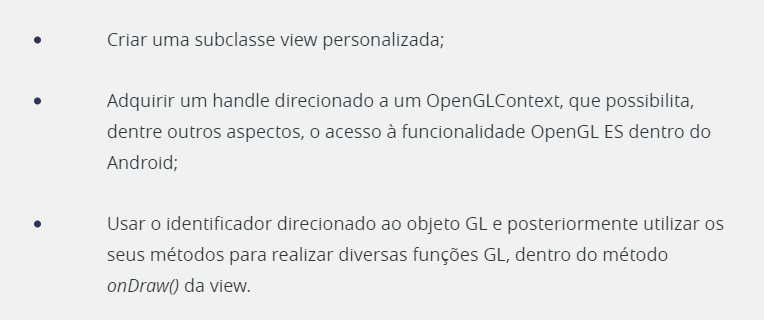 Criar uma subclasse view personalizada;
Adquirir um handle direcionado a um OpenGLContext, que possibilita,
dentre outros aspectos, o acesso à funcionalidade OpenGL ES dentro do
Android;
Usar o identificador direcionado ao objeto GL e posteriormente utilizar os
seus métodos para realizar diversas funções GL, dentro do método
onDraw() da view.